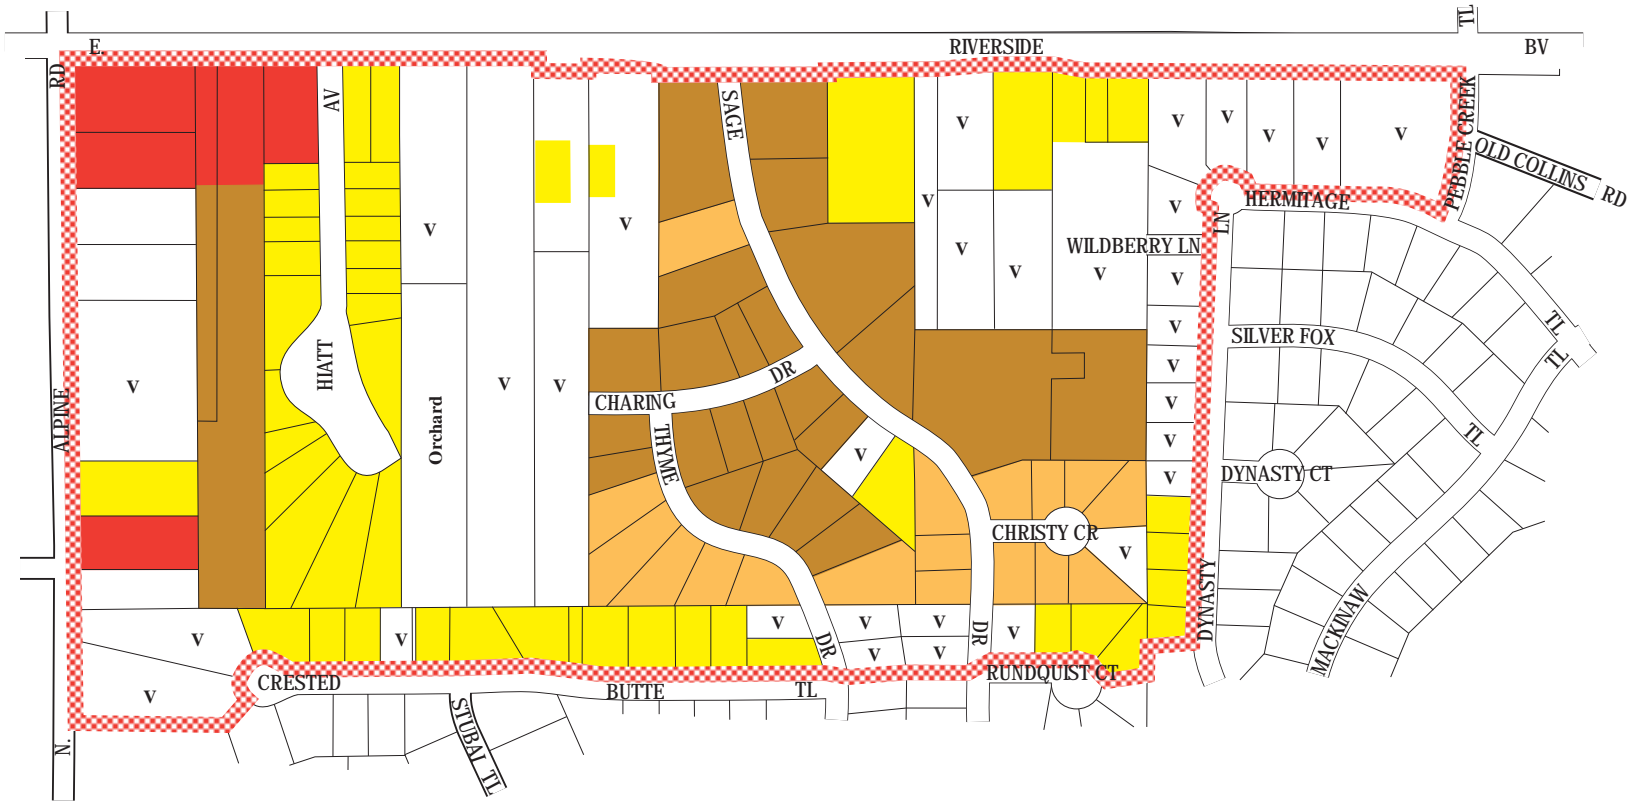 TL
E.
RIVERSIDE
BV
RD
AV
SAGE
PEBBLE CREEK
OLD COLLINS
RD
V
V
V
V
V
V
V
V
V
V
V
HERMITAGE
LN
V
V
V
WILDBERRY LN
V
V
V
TL
SILVER FOX
TL
HIATT
DR
V
V
V
V
V
CHARING
V
ALPINE
Orchard
THYME
V
V
TL
V
DYNASTY CT
CHRISTY CR
V
DYNASTY
MACKINAW
V
V
V
V
V
V
V
DR
DR
V
V
CRESTED
BUTTE
TL
RUNDQUIST CT
STUBAI TL
N.